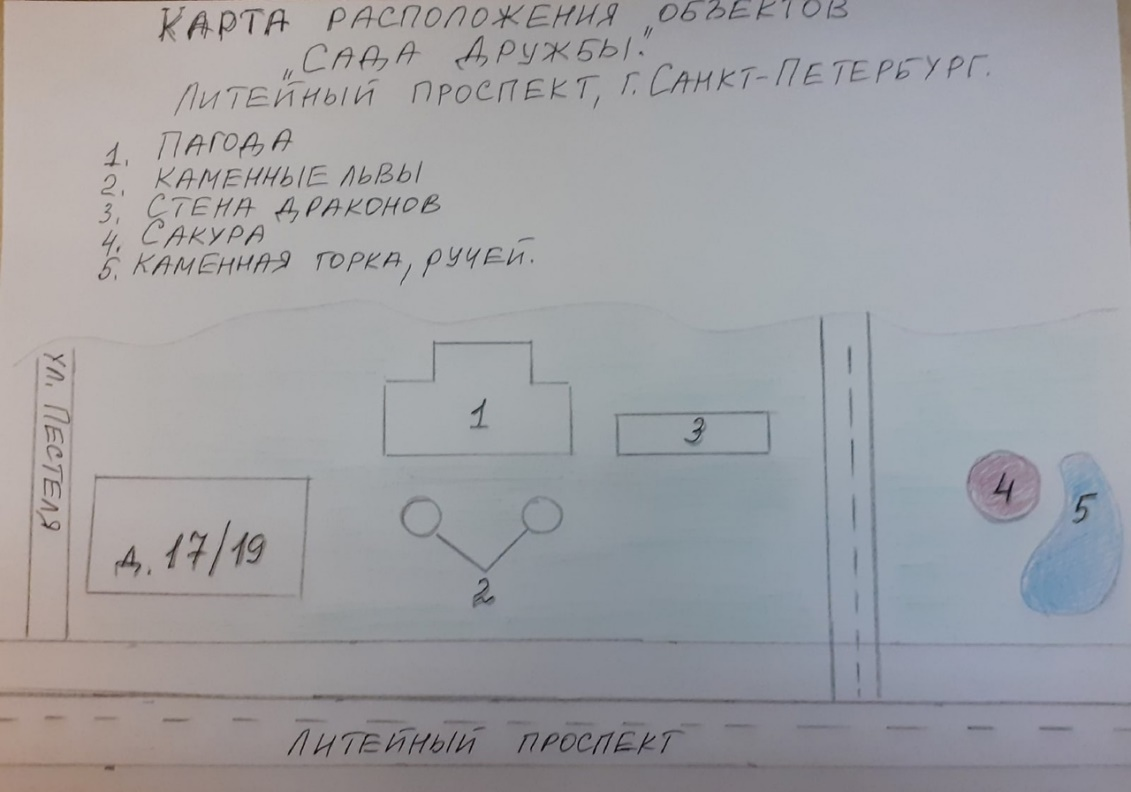 КАРТА РАСПОЛОЖЕНИЯ ОБЪЕКТОВ
„САДА ДРУЖБЫ."
ЛИТЕЙНЫЙ ПРОСПЕКТ, Г. САНКТ-ПЕТЕРБУРГ.
1. ПАГОДА
2. КАМЕННЫЕ ЛЬВЫ
3. СТЕНА ДРАКОНОВ
4. САКУРА
5. КАМЕННАЯ ГОРКА, РУЧЕЙ.
УЛ. ПЕСТЕЛЯ
1
3
4
5
Д. 17/19
2
ЛИТЕЙНЫЙ ПРОСПЕКТ